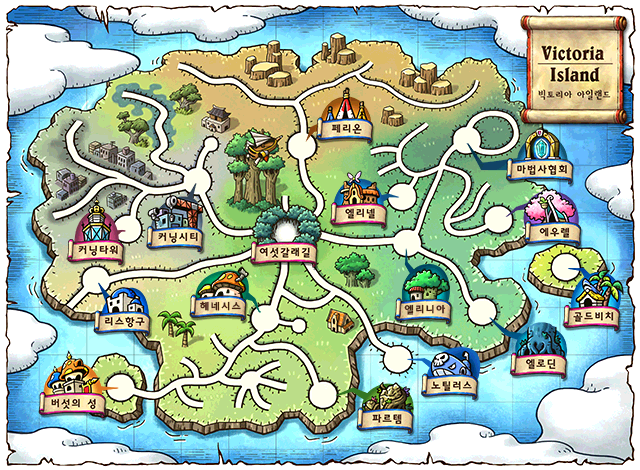 Victoria
Island
빅토리아 아일랜드
페리온
마법사협회
엘리넬
에우렐
커닝타워
커닝시티
여섯갈래길
골드비치
리스항구
헤네시스
엘리니아
엘로딘
노틸러스
버섯의 성
파르템